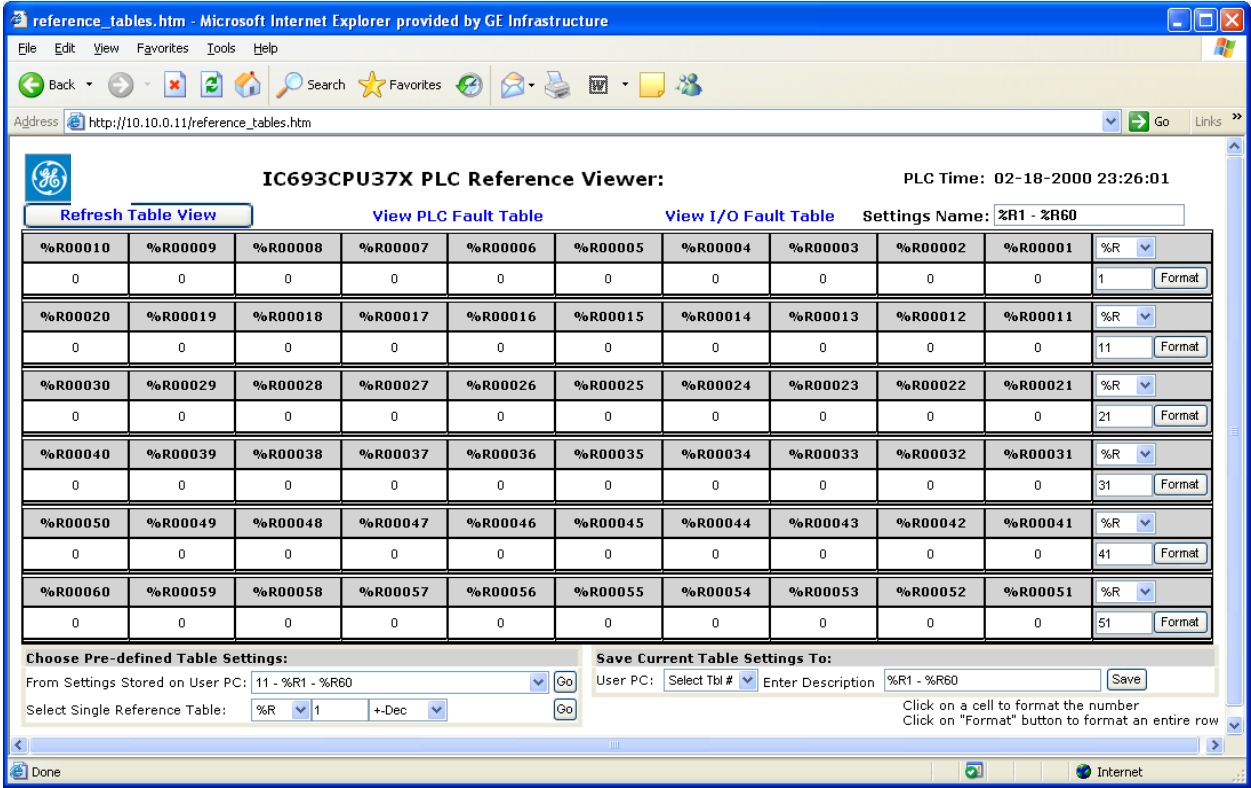 reference_tables.htm - Microsoft Internet Explorer provided by GE Infrastructure
File Edit View Favorites Tools Help
Back Search Favorites
Address http://10.10.0.11/reference_tables.htm Go Links »
IC693CPU37X PLC Reference Viewer: PLC Time: 02-18-2000 23:26:01
Refresh Table View View PLC Fault Table View I/O Fault Table Settings Name: %R1 - %R60
%R00010 %R00009 %R00008 %R00007 %R00006 %R00005 %R00004 %R00003 %R00002 %R00001 %R
0 0 0 0 0 0 0 0 0 0 1 Format
%R00020 %R00019 %R00018 %R00017 %R00016 %R00015 %R00014 %R00013 %R00012 %R00011 %R
0 0 0 0 0 0 0 0 0 0 11 Format
%R00030 %R00029 %R00028 %R00027 %R00026 %R00025 %R00024 %R00023 %R00022 %R00021 %R
0 0 0 0 0 0 0 0 0 0 21 Format
%R00040 %R00039 %R00038 %R00037 %R00036 %R00035 %R00034 %R00033 %R00032 %R00031 %R
0 0 0 0 0 0 0 0 0 0 31 Format
%R00050 %R00049 %R00048 %R00047 %R00046 %R00045 %R00044 %R00043 %R00042 %R00041 %R
0 0 0 0 0 0 0 0 0 0 41 Format
%R00060 %R00059 %R00058 %R00057 %R00056 %R00055 %R00054 %R00053 %R00052 %R00051 %R
0 0 0 0 0 0 0 0 0 0 51 Format
Choose Pre-defined Table Settings: Save Current Table Settings To:
From Settings Stored on User PC: 11 - %R1 - %R60 Go User PC: Select Tbl # Enter Description %R1 - %R60 Save
Select Single Reference Table: %R 1 +-Dec Go
Click on a cell to format the number
Click on "Format" button to format an entire row
Done Internet